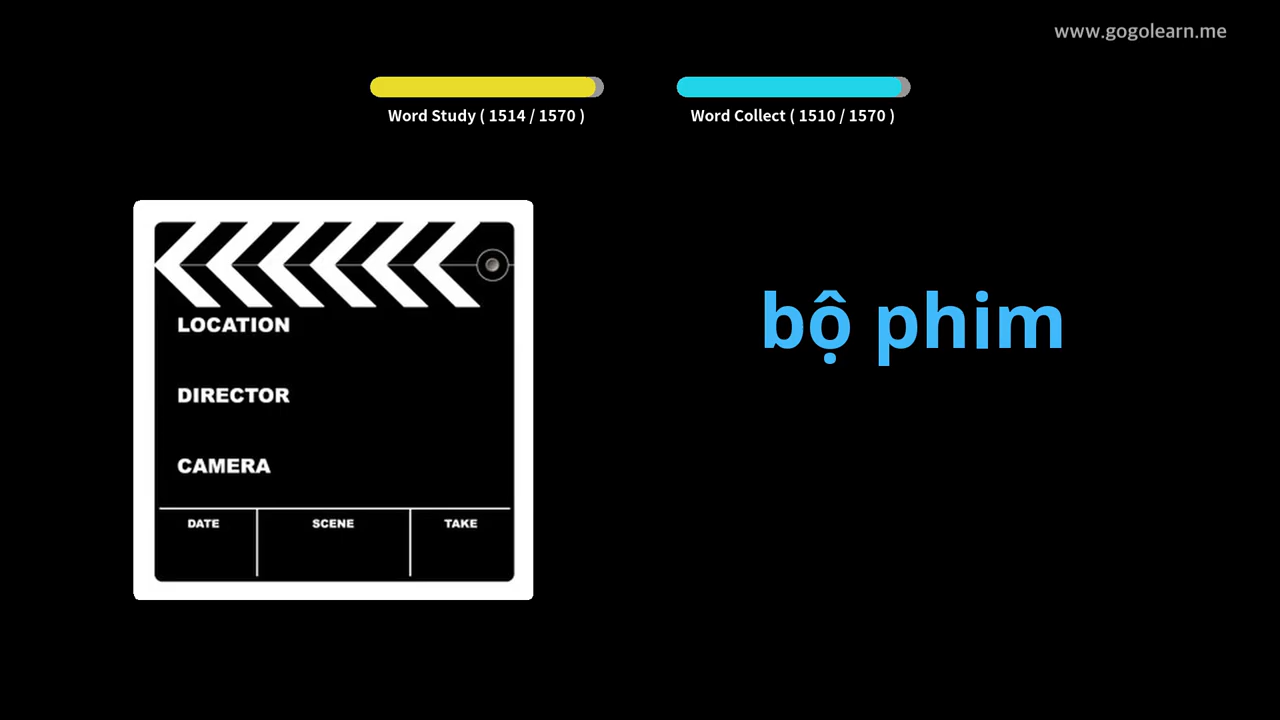 www.gogolearn.me
Word Study ( 1514 / 1570 )
Word Collect ( 1510 / 1570 )
LOCATION
DIRECTOR
CAMERA
DATE
SCENE
TAKE
bộ phim